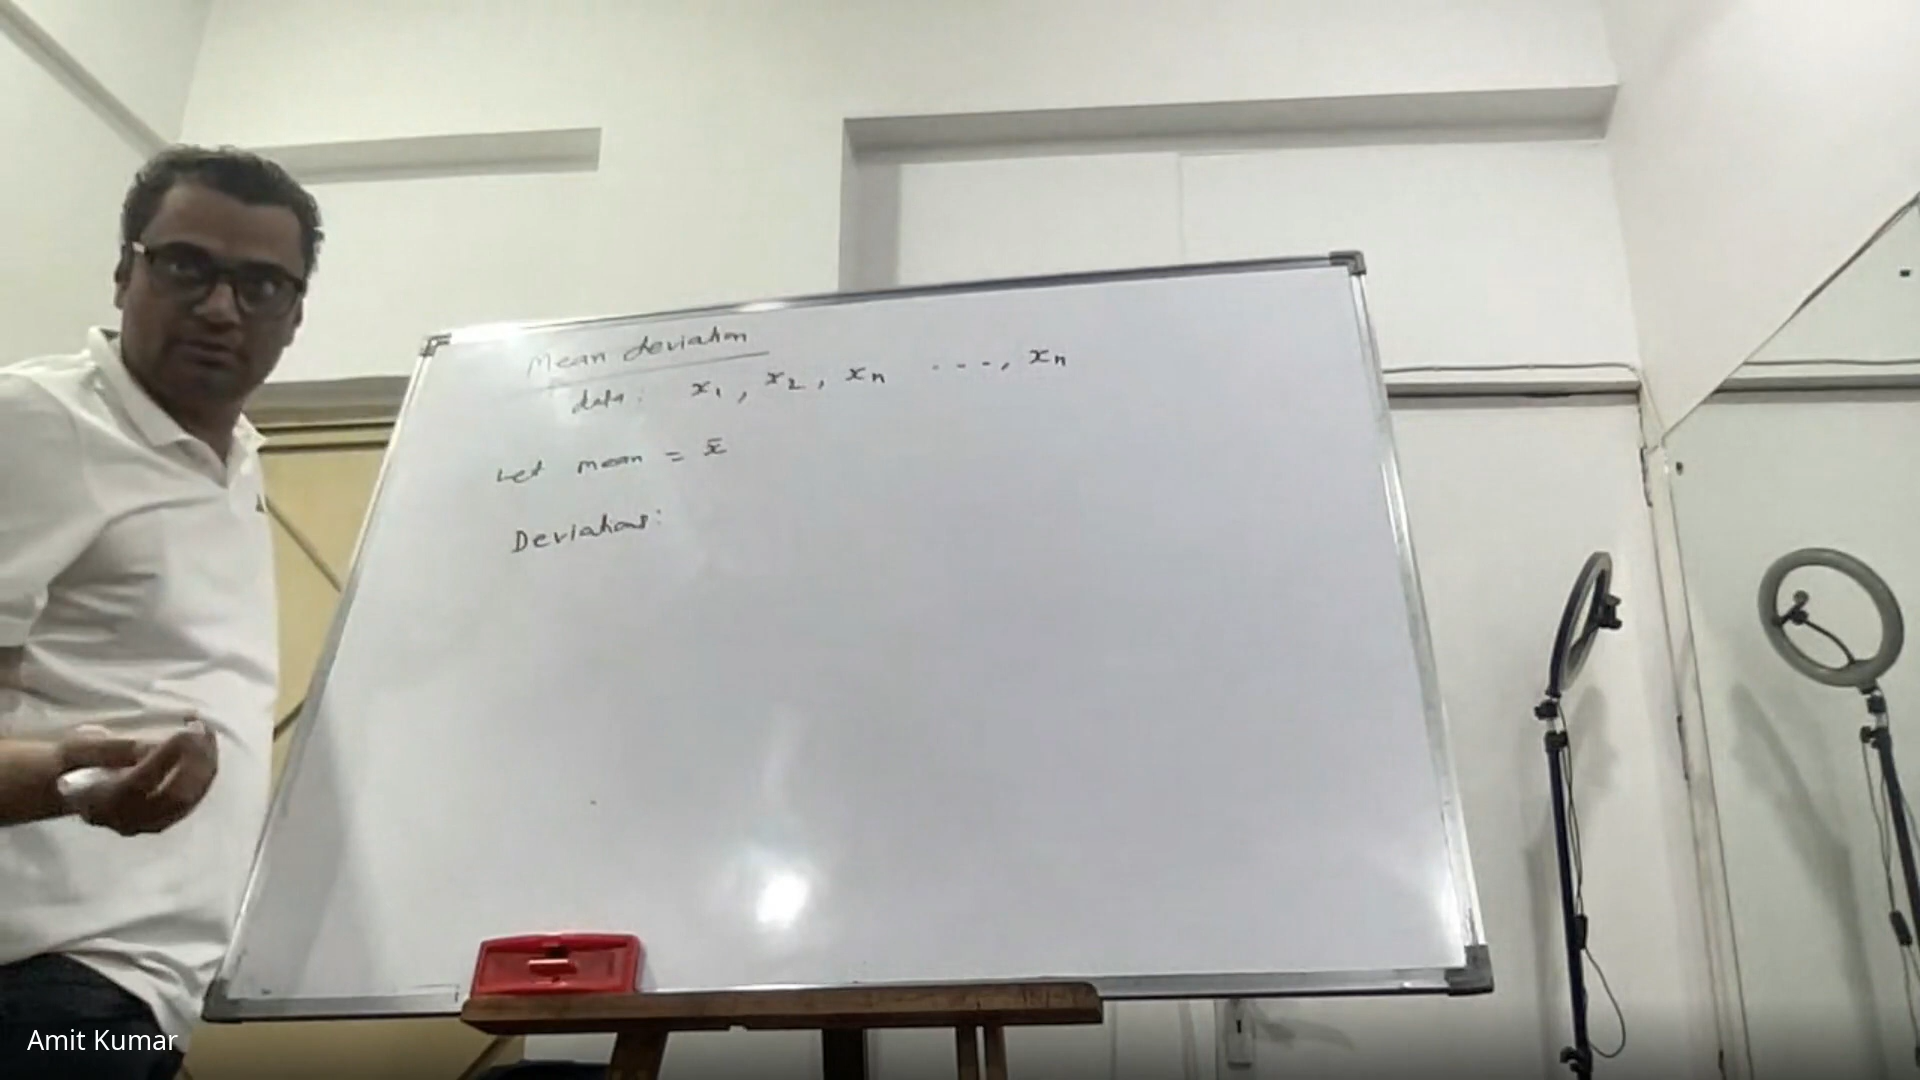 Mean deviation
data: x₁, x₂, xₙ ..., xₙ
Let mean = x̄
Deviations:
Amit Kumar